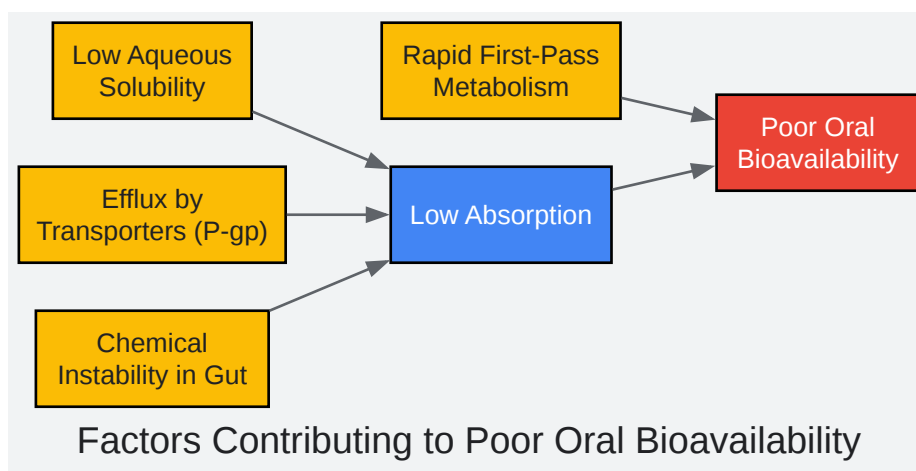 Low Aqueous
Solubility
Rapid First-Pass
Metabolism
Poor Oral
Bioavailability
Efflux by
Transporters (P-gp)
Low Absorption
Chemical
Instability in Gut
Factors Contributing to Poor Oral Bioavailability